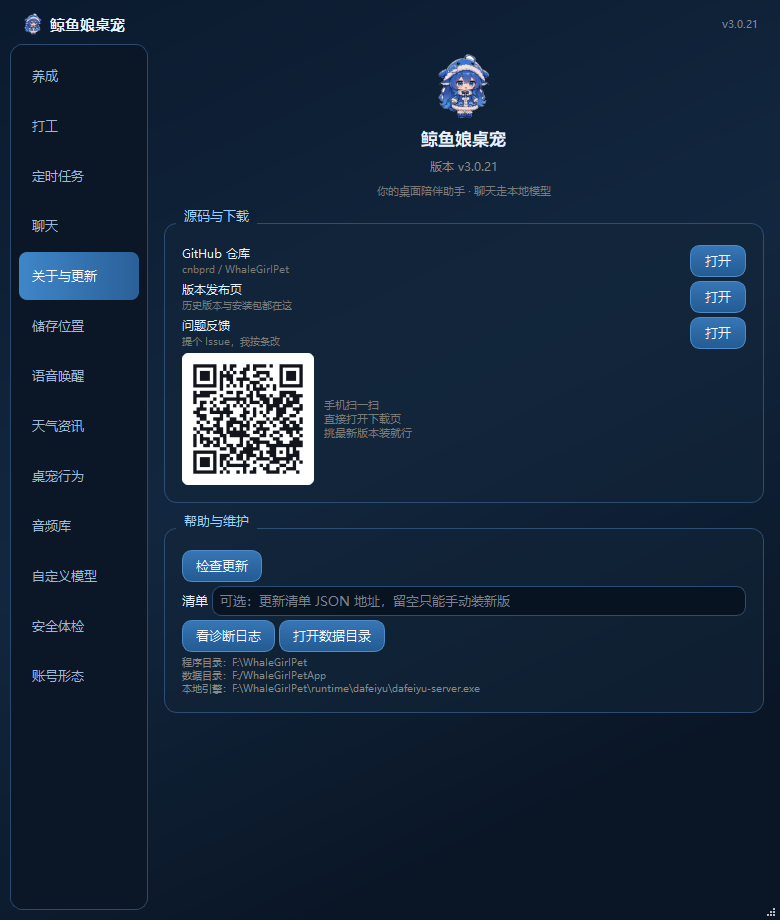 鲸鱼娘桌宠
v3.0.21
养成
打工
定时任务
聊天
关于与更新
储存位置
语音唤醒
天气资讯
桌宠行为
音频库
自定义模型
安全体检
账号形态
鲸鱼娘桌宠
版本 v3.0.21
你的桌面陪伴助手 · 聊天走本地模型
源码与下载
GitHub 仓库
cnbprd / WhaleGirlPet
打开
版本发布页
历史版本与安装包都在这
打开
问题反馈
提个 Issue，我按条改
打开
手机扫一扫
直接打开下载页
挑最新版本装就行
帮助与维护
检查更新
清单 可选：更新清单 JSON 地址，留空只能手动装新版
看诊断日志 打开数据目录
程序目录：F:\WhaleGirlPet
数据目录：F:/WhaleGirlPetApp
本地引擎：F:\WhaleGirlPet\runtime\dafeiyu\dafeiyu-server.exe